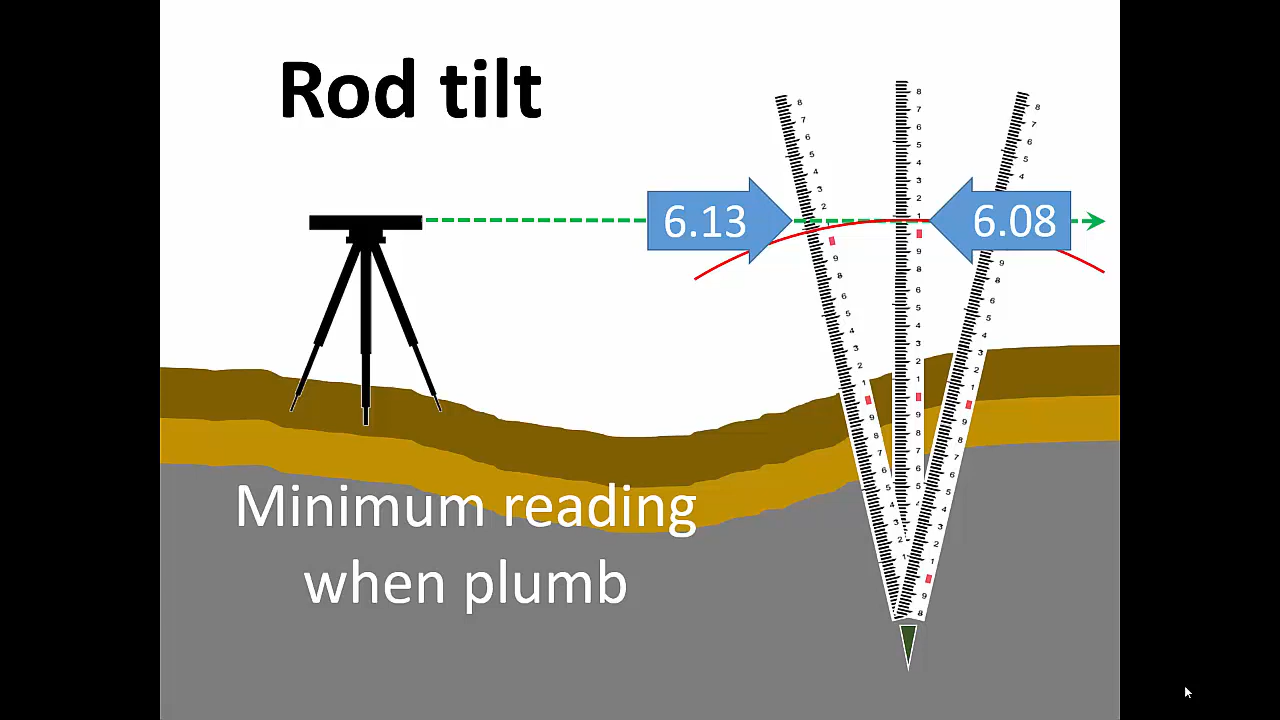 Rod tilt
6.13
6.08
Minimum reading
when plumb